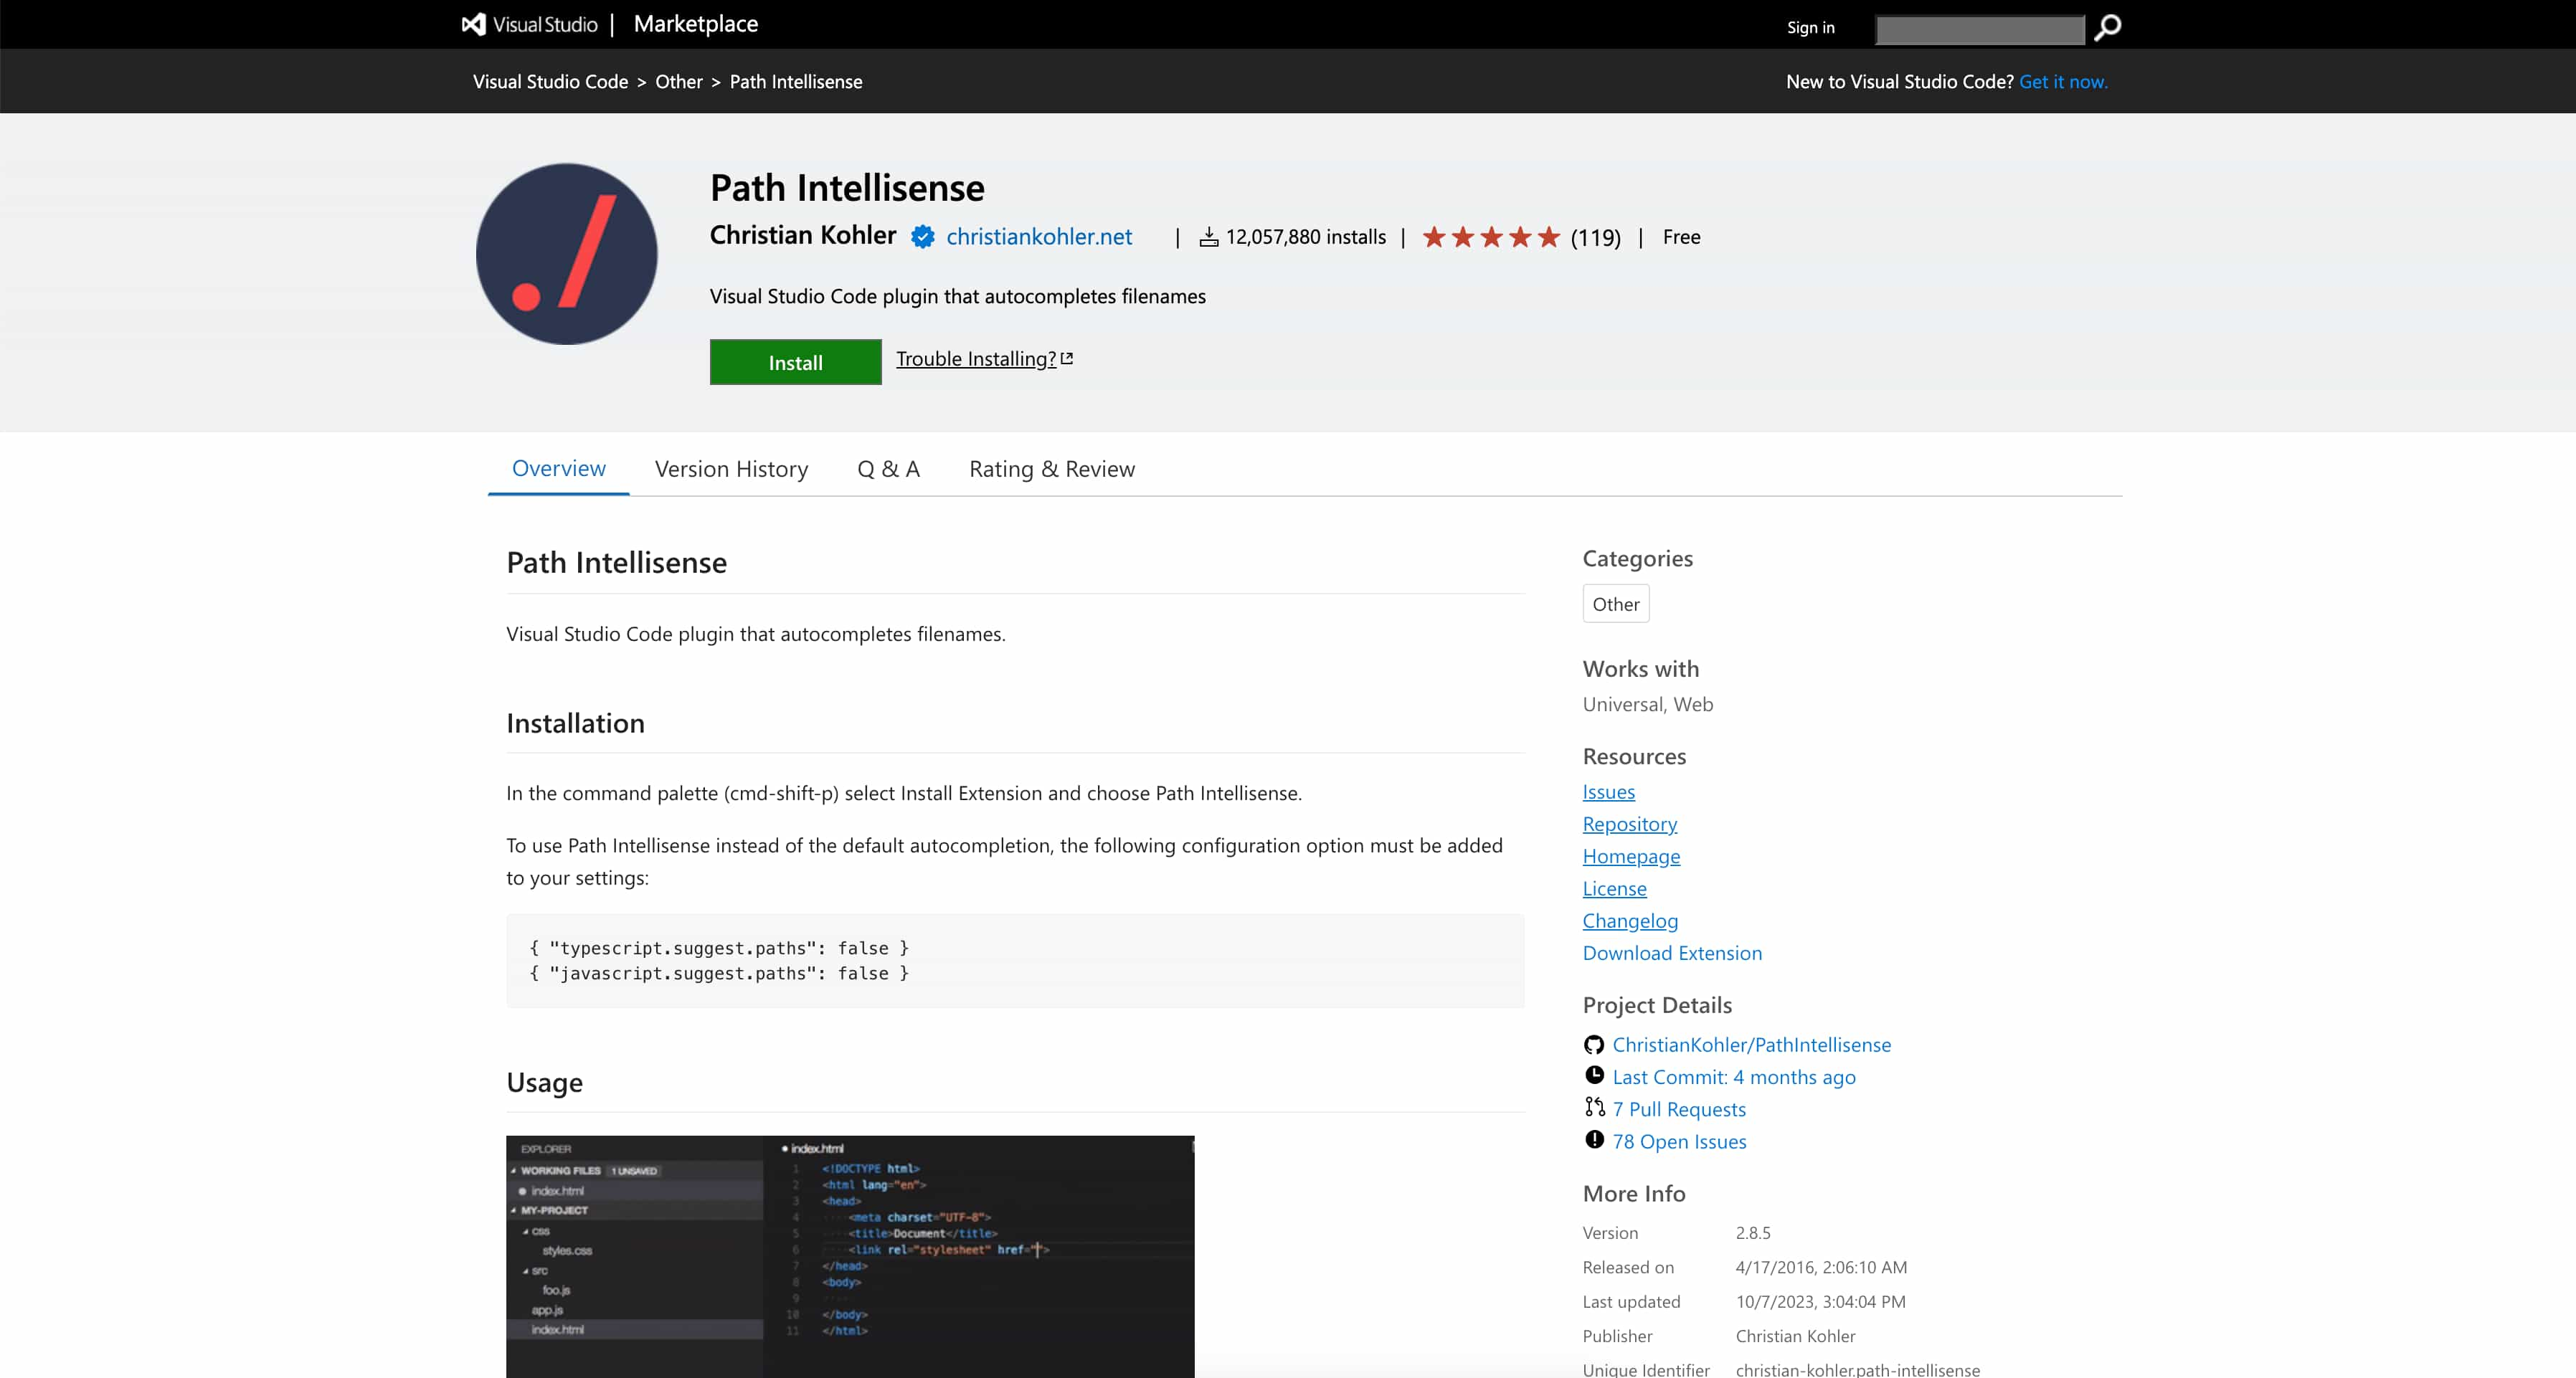 Visual Studio | Marketplace
Sign in
Visual Studio Code > Other > Path Intellisense
New to Visual Studio Code? Get it now.
./
Path Intellisense
Christian Kohler christiankohler.net | 12,057,880 installs | (119) | Free
Visual Studio Code plugin that autocompletes filenames
Install Trouble Installing?
Overview Version History Q & A Rating & Review
Path Intellisense
Visual Studio Code plugin that autocompletes filenames.
Installation
In the command palette (cmd-shift-p) select Install Extension and choose Path Intellisense.
To use Path Intellisense instead of the default autocompletion, the following configuration option must be added
to your settings:
{ "typescript.suggest.paths": false }
{ "javascript.suggest.paths": false }
Usage
EXPLORER
WORKING FILES 1 UNSAVED
index.html
MY-PROJECT
css
styles.css
src
foo.js
app.js
index.html
index.html
1 <!DOCTYPE html>
2 <html lang="en">
3 <head>
4 <meta charset="UTF-8">
5 <title>Document</title>
6 <link rel="stylesheet" href="">
7 </head>
8 <body>
9
10 </body>
11 </html>
Categories
Other
Works with
Universal, Web
Resources
Issues
Repository
Homepage
License
Changelog
Download Extension
Project Details
ChristianKohler/PathIntellisense
Last Commit: 4 months ago
7 Pull Requests
78 Open Issues
More Info
Version 2.8.5
Released on 4/17/2016, 2:06:10 AM
Last updated 10/7/2023, 3:04:04 PM
Publisher Christian Kohler
Unique Identifier christian-kohler.path-intellisense